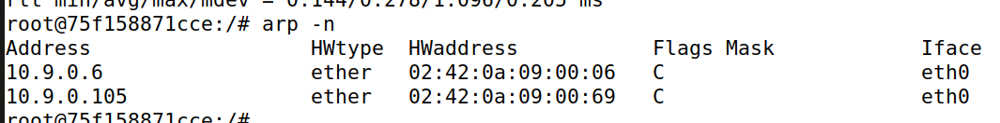 rtt min/avg/max/mdev = 0.144/0.278/1.096/0.205 ms
root@75f158871cce:/# arp -n
Address HWtype HWaddress Flags Mask Iface
10.9.0.6 ether 02:42:0a:09:00:06 C eth0
10.9.0.105 ether 02:42:0a:09:00:69 C eth0
root@75f158871cce:/#